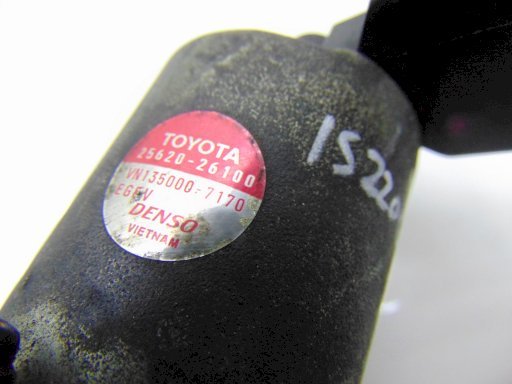 TOYOTA
25620-26100
VN135000-7170
EGRV
DENSO
VIETNAM
IS220